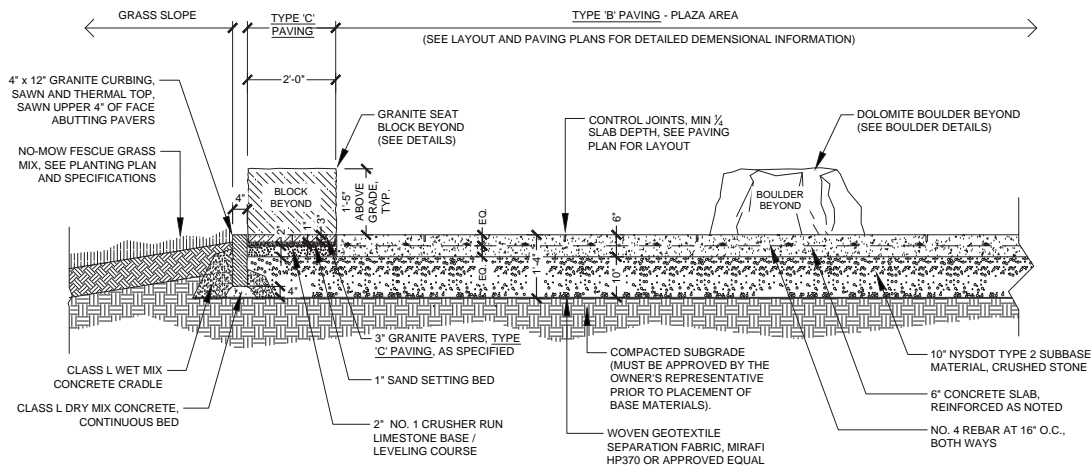 GRASS SLOPE
TYPE 'C'
PAVING
TYPE 'B' PAVING - PLAZA AREA
(SEE LAYOUT AND PAVING PLANS FOR DETAILED DEMENSIONAL INFORMATION)
2'-0"
4" x 12" GRANITE CURBING,
SAWN AND THERMAL TOP,
SAWN UPPER 4" OF FACE
ABUTTING PAVERS
NO-MOW FESCUE GRASS
MIX, SEE PLANTING PLAN
AND SPECIFICATIONS
GRANITE SEAT
BLOCK BEYOND
(SEE DETAILS)
CONTROL JOINTS, MIN ¼
SLAB DEPTH, SEE PAVING
PLAN FOR LAYOUT
DOLOMITE BOULDER BEYOND
(SEE BOULDER DETAILS)
4"
BLOCK
BEYOND
1'-5"
ABOVE
GRADE,
TYP.
BOULDER
BEYOND
2"
1"
3"
EQ.
EQ.
1'-4"
6"
10"
4"
3" GRANITE PAVERS, TYPE
'C' PAVING, AS SPECIFIED
1" SAND SETTING BED
2" NO. 1 CRUSHER RUN
LIMESTONE BASE /
LEVELING COURSE
CLASS L WET MIX
CONCRETE CRADLE
CLASS L DRY MIX CONCRETE,
CONTINUOUS BED
COMPACTED SUBGRADE
(MUST BE APPROVED BY THE
OWNER'S REPRESENTATIVE
PRIOR TO PLACEMENT OF
BASE MATERIALS).
WOVEN GEOTEXTILE
SEPARATION FABRIC, MIRAFI
HP370 OR APPROVED EQUAL
10" NYSDOT TYPE 2 SUBBASE
MATERIAL, CRUSHED STONE
6" CONCRETE SLAB,
REINFORCED AS NOTED
NO. 4 REBAR AT 16" O.C.,
BOTH WAYS